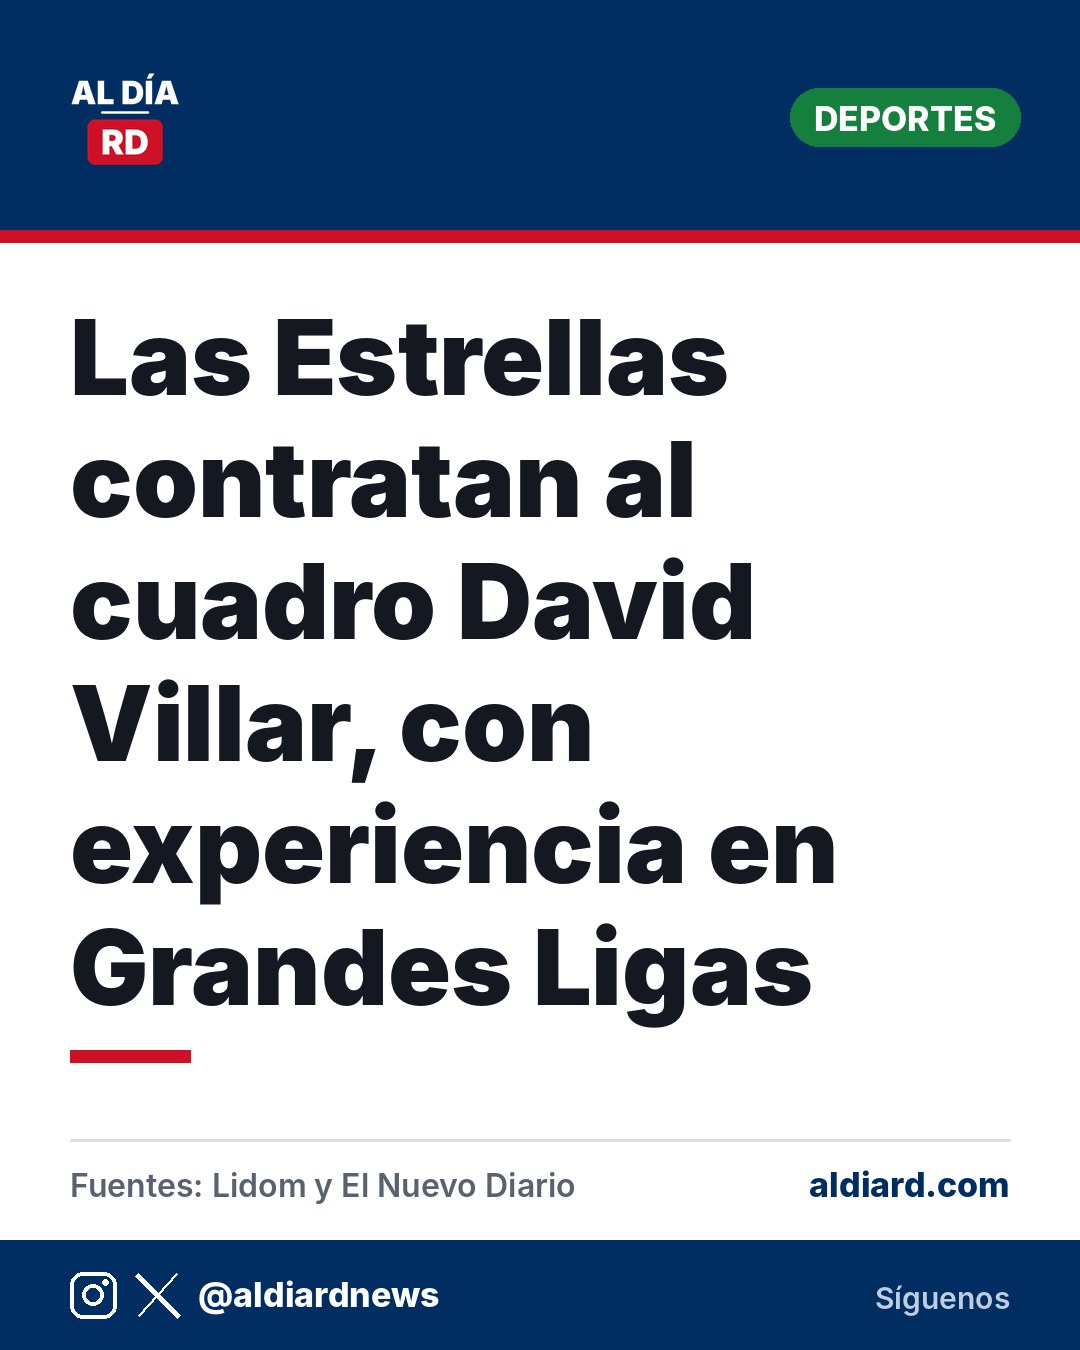 AL DÍA
RD
DEPORTES
Las Estrellas
contratan al
cuadro David
Villar, con
experiencia en
Grandes Ligas
Fuentes: Lidom y El Nuevo Diario
aldiard.com
@aldiardnews
Síguenos